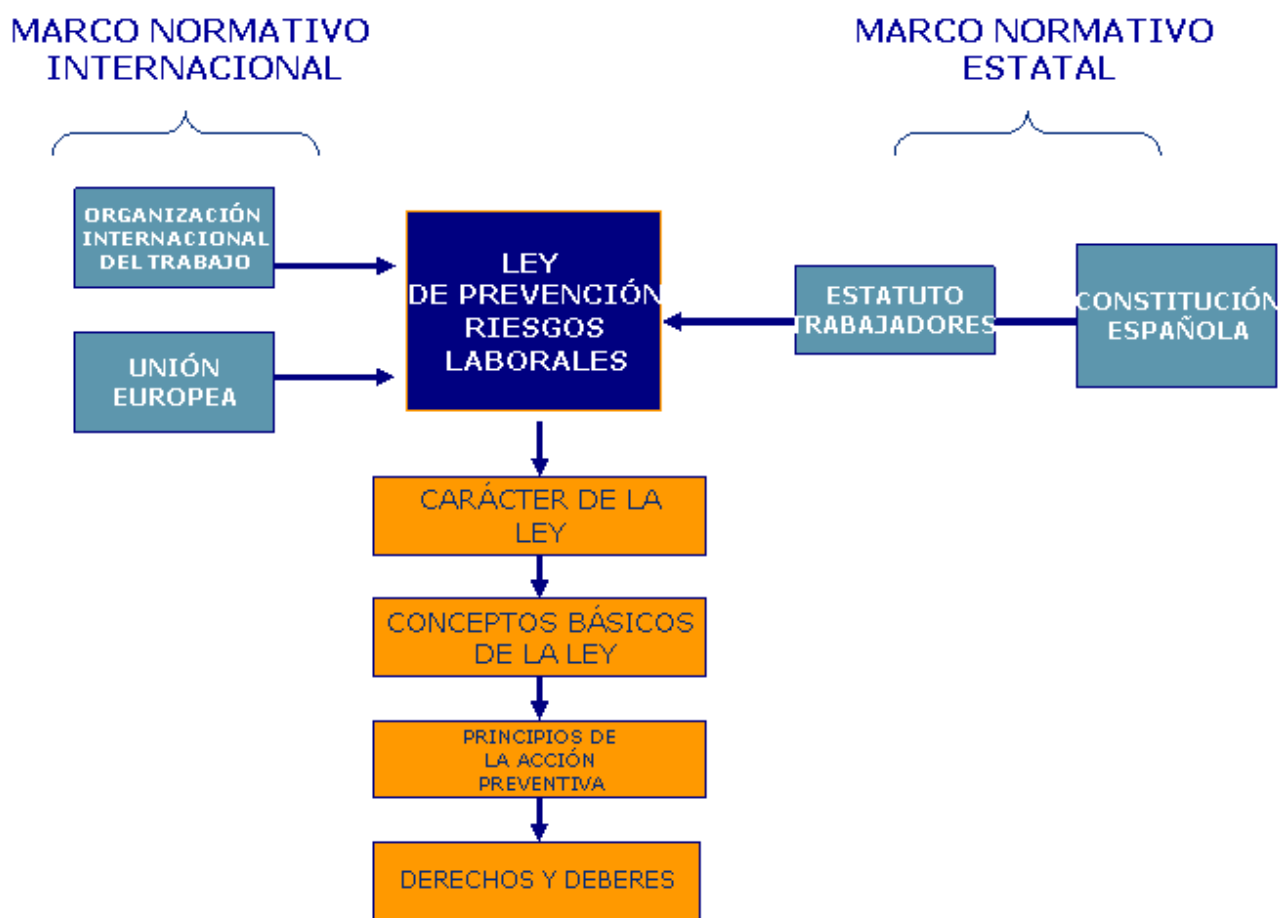 MARCO NORMATIVO
INTERNACIONAL
MARCO NORMATIVO
ESTATAL
ORGANIZACIÓN
INTERNACIONAL
DEL TRABAJO
UNIÓN
EUROPEA
LEY
DE PREVENCIÓN
RIESGOS
LABORALES
ESTATUTO
TRABAJADORES
CONSTITUCIÓN
ESPAÑOLA
CARÁCTER DE LA
LEY
CONCEPTOS BÁSICOS
DE LA LEY
PRINCIPIOS DE
LA ACCIÓN
PREVENTIVA
DERECHOS Y DEBERES